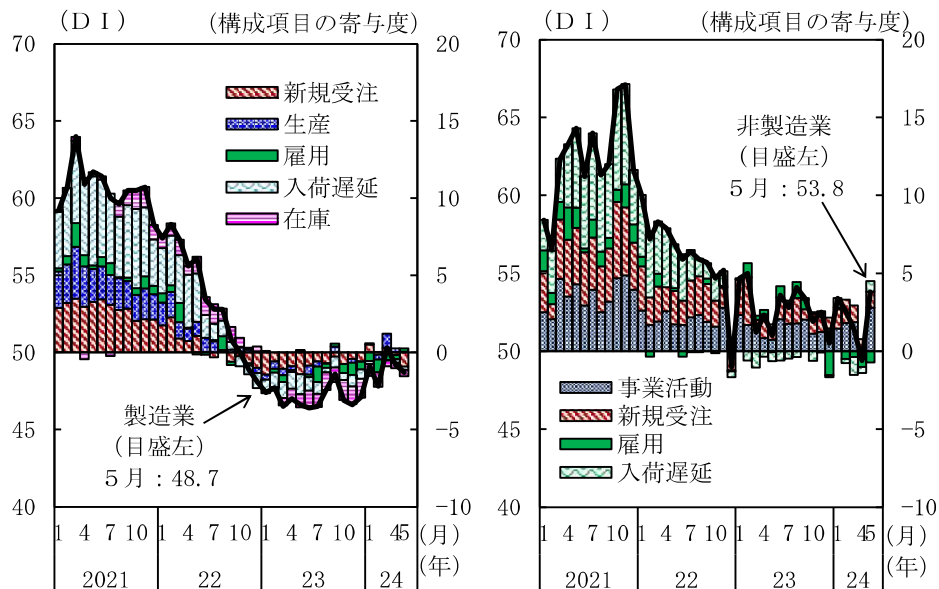 (ＤＩ) (構成項目の寄与度)
70 20
65 15
60 10
55 5
50 0
45 −5
40 −10
新規受注
生産
雇用
入荷遅延
在庫
製造業
(目盛左)
５月：48.7
1 4 7 10 1 4 7 10 1 4 7 10 1 45 (月)
(年)
2021 22 23 24
(ＤＩ) (構成項目の寄与度)
70 20
65 15
60 10
55 5
50 0
45 −5
40 −10
非製造業
(目盛左)
５月：53.8
事業活動
新規受注
雇用
入荷遅延
1 4 7 10 1 4 7 10 1 4 7 10 1 45 (月)
(年)
2021 22 23 24